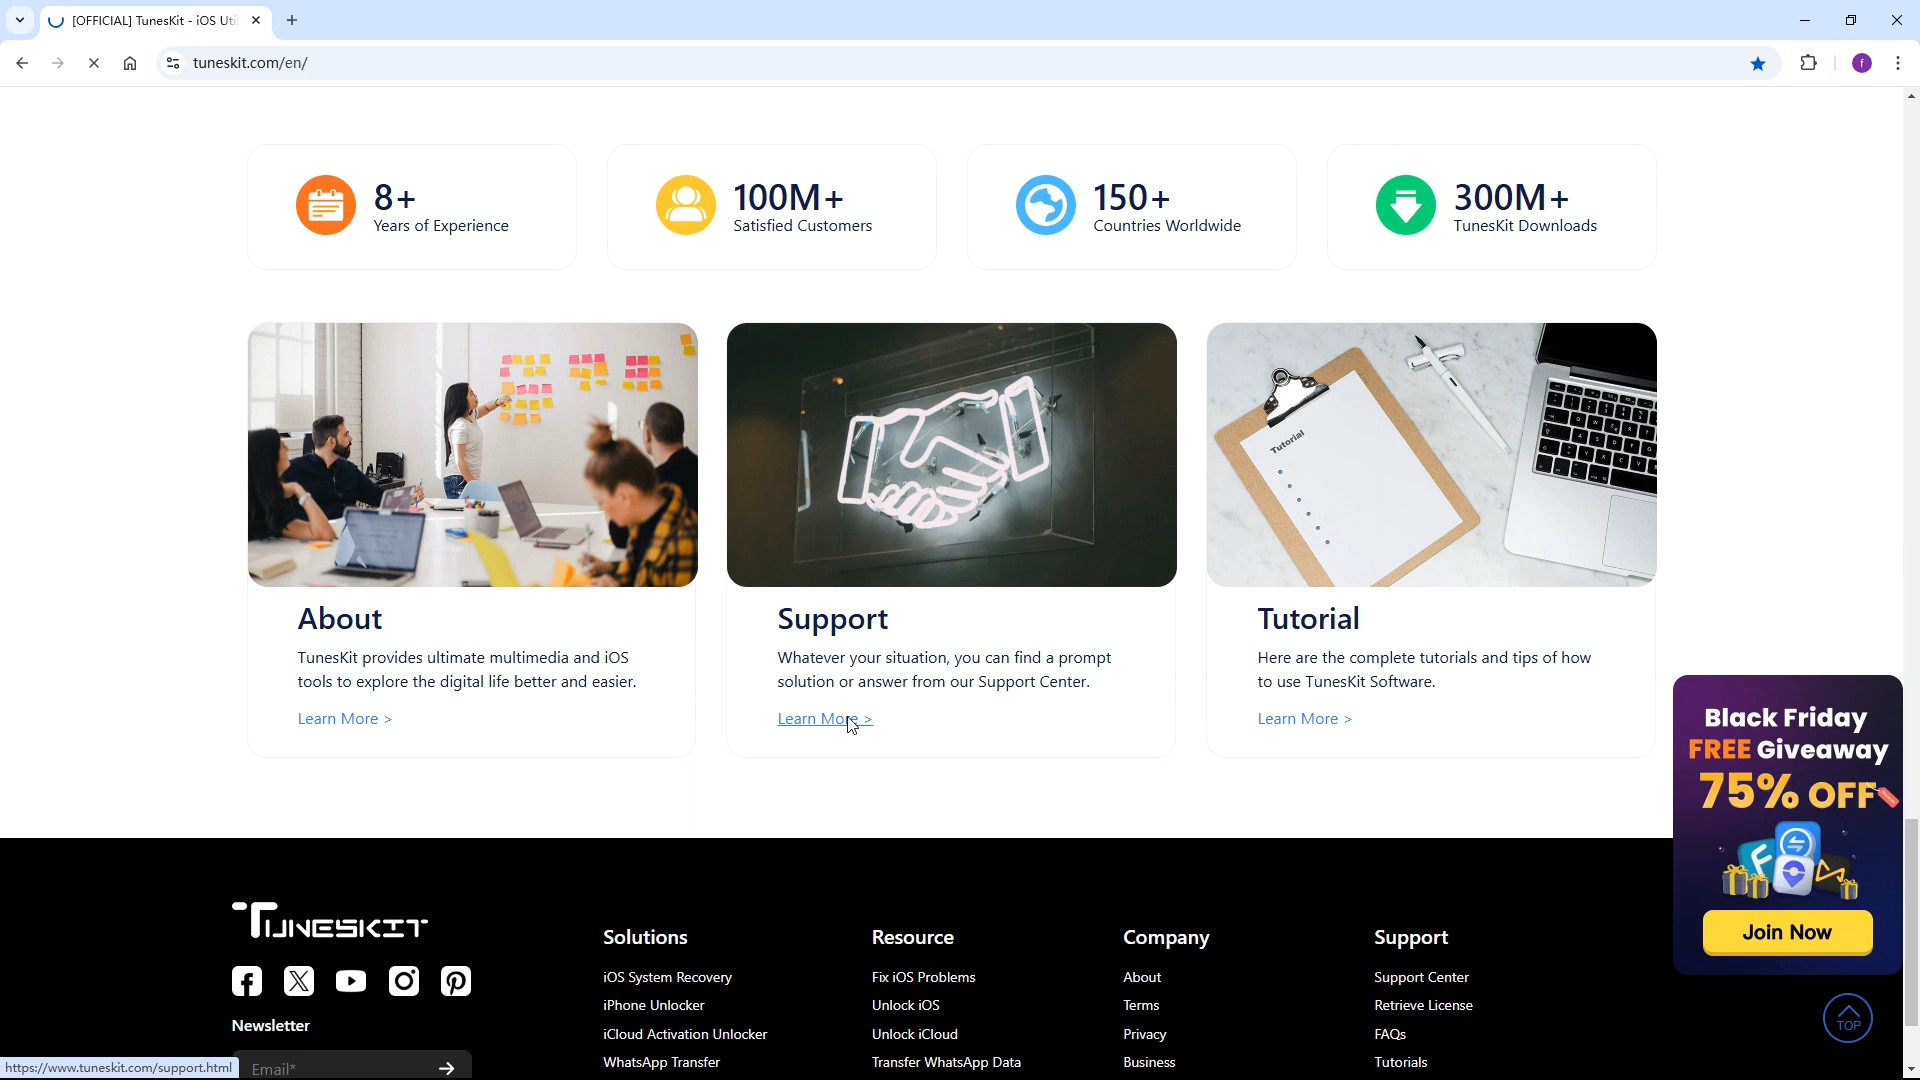 [OFFICIAL] TunesKit - iOS Uti
tuneskit.com/en/
f
8+
Years of Experience
100M+
Satisfied Customers
150+
Countries Worldwide
300M+
TunesKit Downloads
Tutorial
About
TunesKit provides ultimate multimedia and iOS
tools to explore the digital life better and easier.
Learn More >
Support
Whatever your situation, you can find a prompt
solution or answer from our Support Center.
Learn More >
Tutorial
Here are the complete tutorials and tips of how
to use TunesKit Software.
Learn More >
Black Friday
FREE Giveaway
75% OFF
Join Now
TOP
TUNESKIT
Newsletter
Email*
Solutions
iOS System Recovery
iPhone Unlocker
iCloud Activation Unlocker
WhatsApp Transfer
Resource
Fix iOS Problems
Unlock iOS
Unlock iCloud
Transfer WhatsApp Data
Company
About
Terms
Privacy
Business
Support
Support Center
Retrieve License
FAQs
Tutorials
https://www.tuneskit.com/support.html